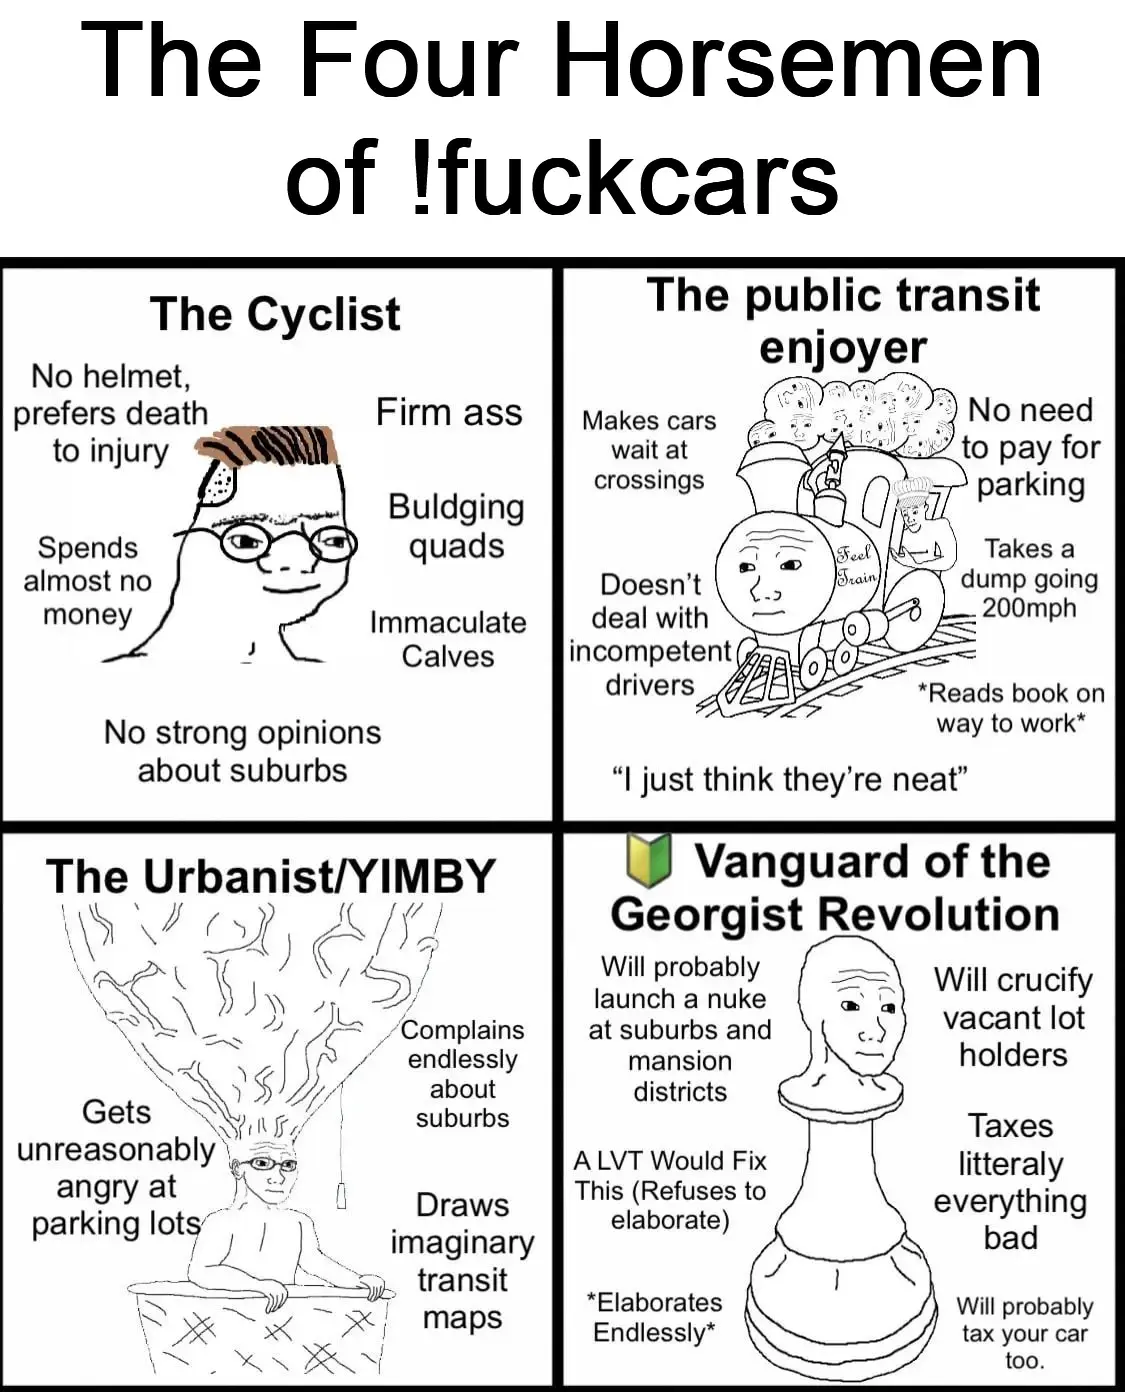 The Four Horsemen
of !fuckcars
The Cyclist
No helmet,
prefers death
to injury
Firm ass
Buldging
quads
Spends
almost no
money
Immaculate
Calves
No strong opinions
about suburbs
The public transit
enjoyer
Makes cars
wait at
crossings
No need
to pay for
parking
Feel
Train
Takes a
dump going
200mph
Doesn't
deal with
incompetent
drivers
*Reads book on
way to work*
“I just think they’re neat”
The Urbanist/YIMBY
Complains
endlessly
about
suburbs
Gets
unreasonably
angry at
parking lots
Draws
imaginary
transit
maps
Vanguard of the
Georgist Revolution
Will probably
launch a nuke
at suburbs and
mansion
districts
Will crucify
vacant lot
holders
A LVT Would Fix
This (Refuses to
elaborate)
Taxes
litteraly
everything
bad
*Elaborates
Endlessly*
Will probably
tax your car
too.